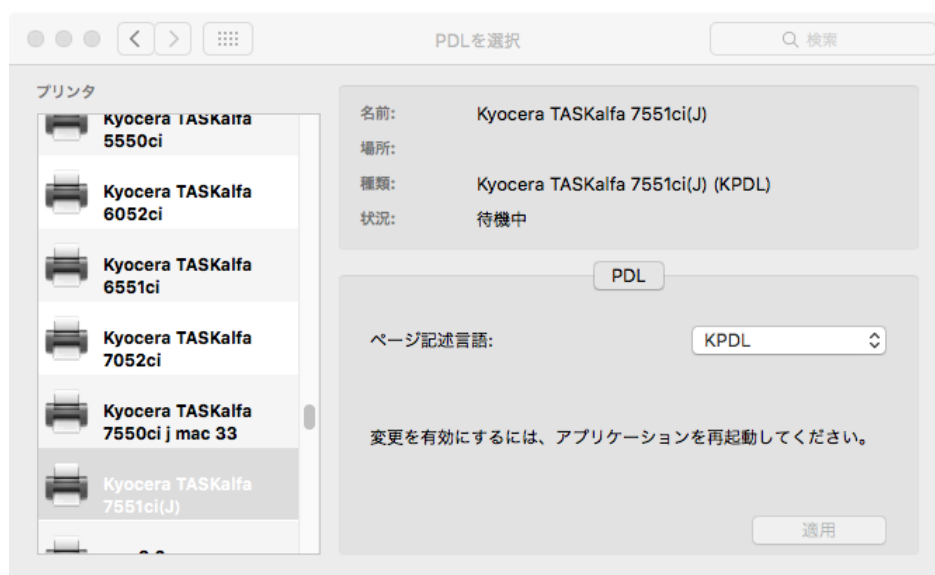 PDLを選択
検索
プリンタ
Kyocera TASKalfa
5550ci
Kyocera TASKalfa
6052ci
Kyocera TASKalfa
6551ci
Kyocera TASKalfa
7052ci
Kyocera TASKalfa
7550ci j mac 33
Kyocera TASKalfa
7551ci(J)
名前: Kyocera TASKalfa 7551ci(J)
場所:
種類: Kyocera TASKalfa 7551ci(J) (KPDL)
状況: 待機中
PDL
ページ記述言語: KPDL
変更を有効にするには、アプリケーションを再起動してください。
適用